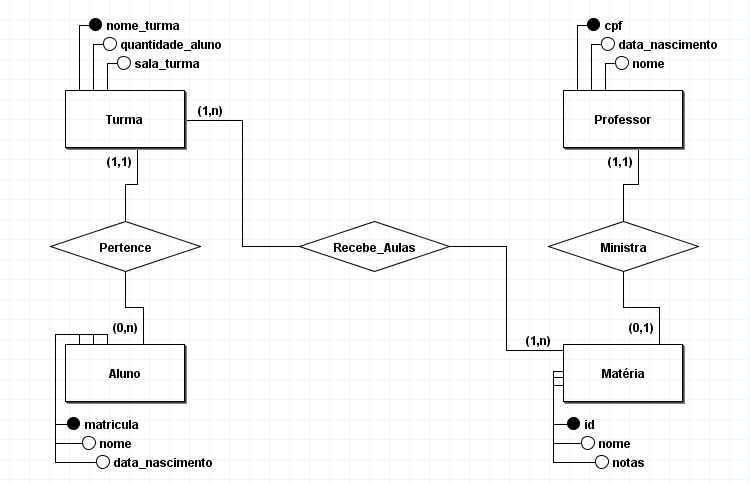 nome_turma
quantidade_aluno
sala_turma
cpf
data_nascimento
nome
Turma
(1,n)
Professor
(1,1)
(1,1)
Pertence
Recebe_Aulas
Ministra
(0,n)
(0,1)
(1,n)
Aluno
Matéria
matricula
nome
data_nascimento
id
nome
notas